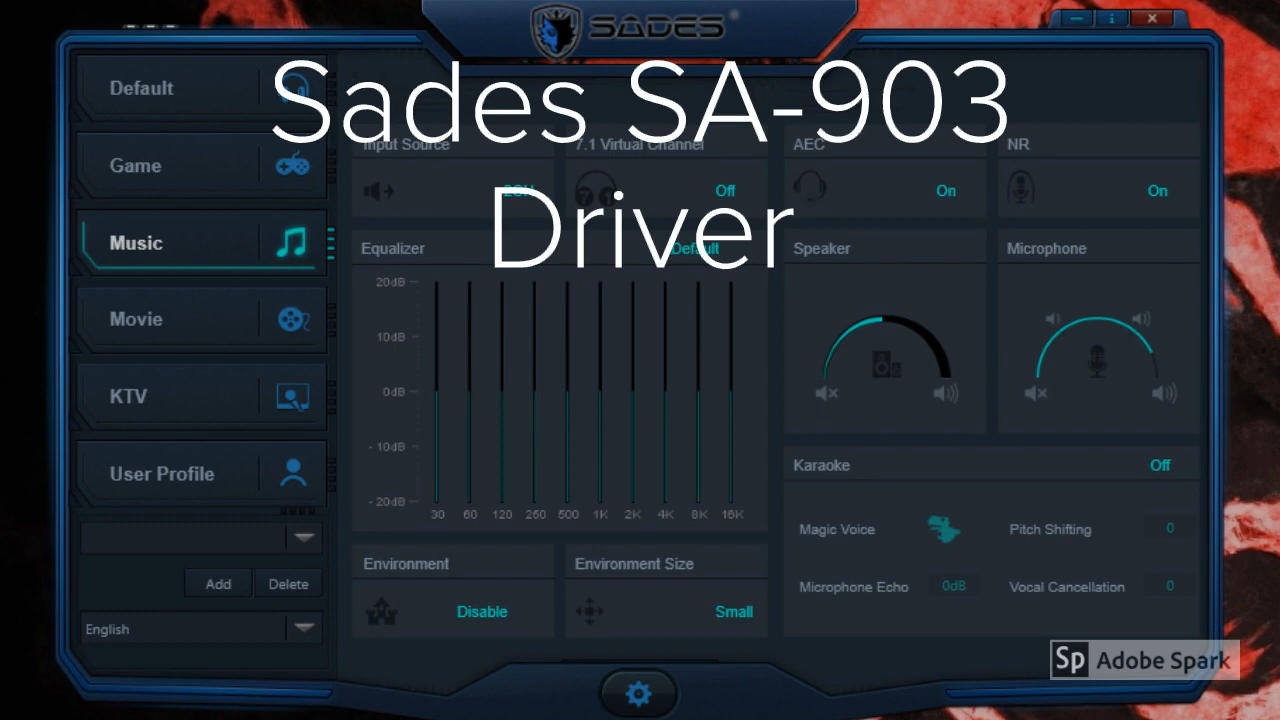 SADES®
Sades SA-903
Driver
Default
Game
Music
Movie
KTV
User Profile
Add
Delete
English
Input Source
2CH
7.1 Virtual Channel
Off
AEC
On
NR
On
Equalizer
Default
20dB
10dB
0dB
- 10dB
- 20dB
30 60 120 250 500 1K 2K 4K 8K 16K
Speaker
Microphone
Karaoke
Off
Magic Voice
Pitch Shifting
0
Microphone Echo
0dB
Vocal Cancellation
0
Environment
Disable
Environment Size
Small
Sp Adobe Spark